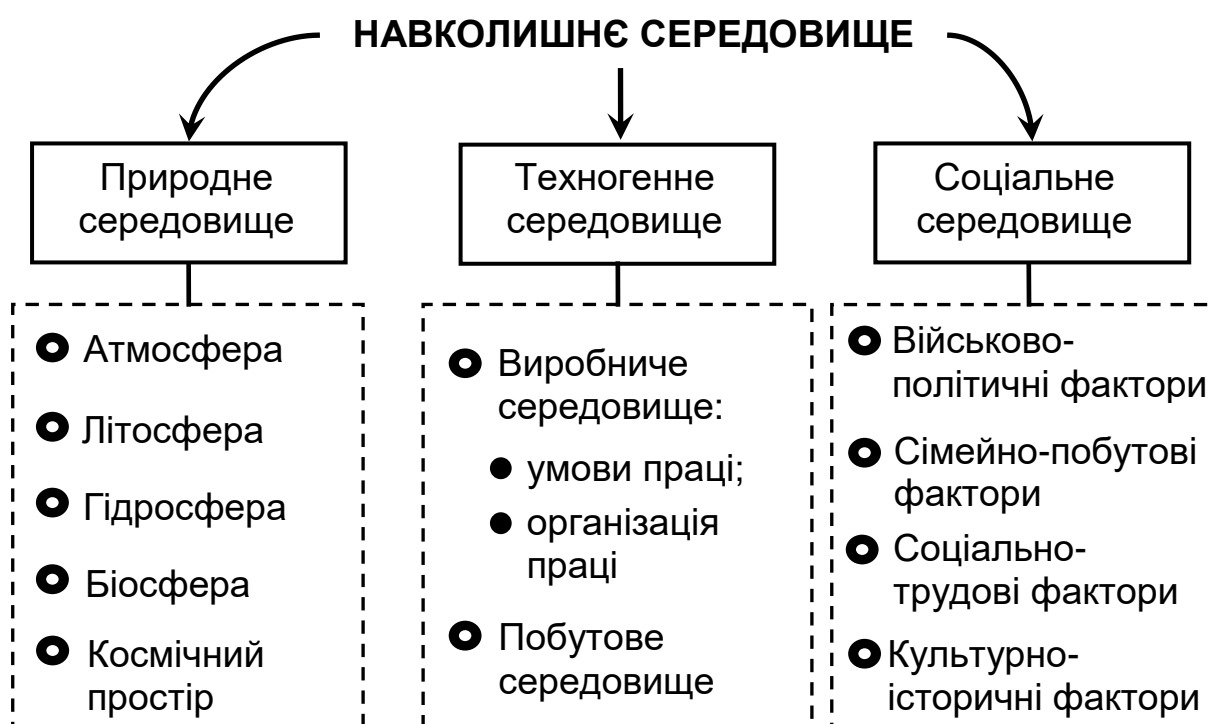 НАВКОЛИШНЄ СЕРЕДОВИЩЕ
Природне
середовище
Атмосфера
Літосфера
Гідросфера
Біосфера
Космічний
простір
Техногенне
середовище
Виробниче
середовище:
умови праці;
організація
праці
Побутове
середовище
Соціальне
середовище
Військово-
політичні фактори
Сімейно-побутові
фактори
Соціально-
трудові фактори
Культурно-
історичні фактори